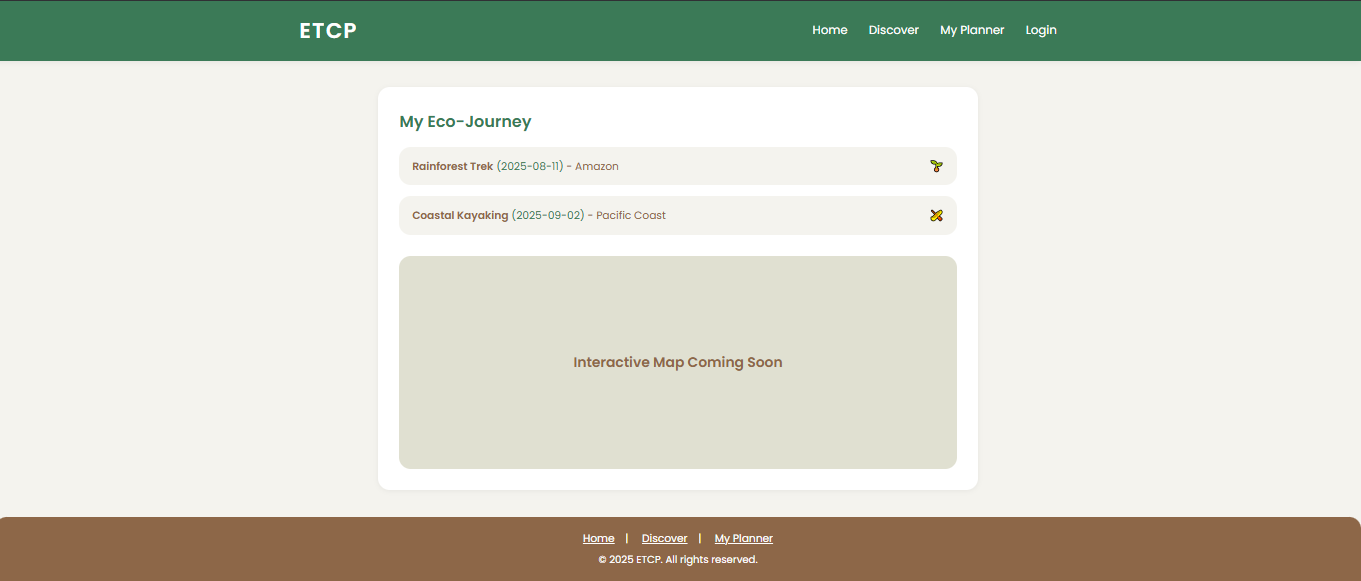 ETCP
Home Discover My Planner Login
My Eco-Journey
Rainforest Trek (2025-08-11) - Amazon
Coastal Kayaking (2025-09-02) - Pacific Coast
Interactive Map Coming Soon
Home | Discover | My Planner
© 2025 ETCP. All rights reserved.